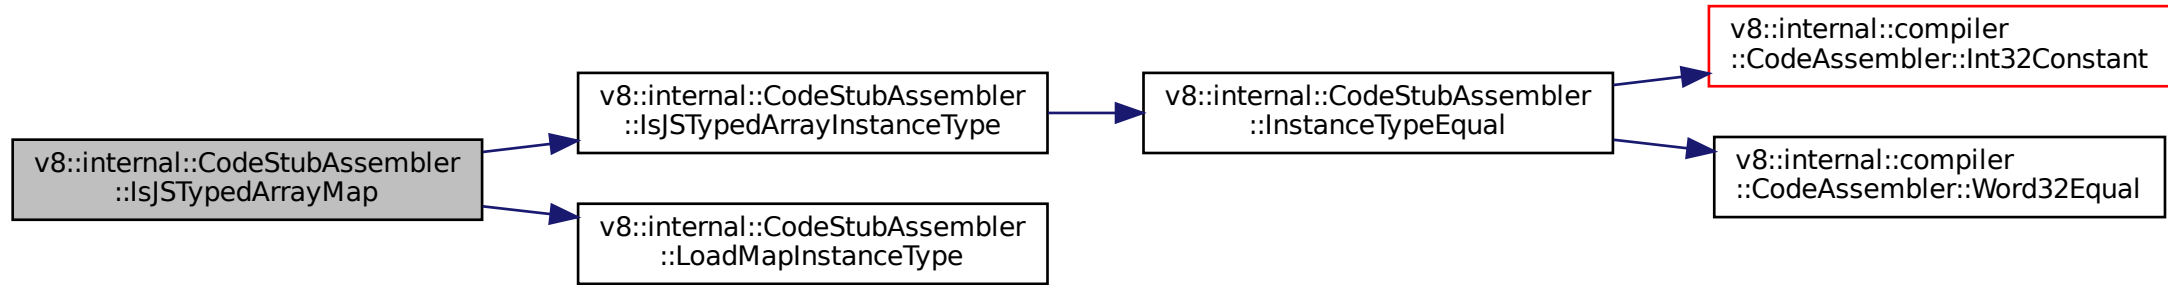 v8::internal::CodeStubAssembler
::IsJSTypedArrayMap
v8::internal::CodeStubAssembler
::IsJSTypedArrayInstanceType
v8::internal::CodeStubAssembler
::LoadMapInstanceType
v8::internal::CodeStubAssembler
::InstanceTypeEqual
v8::internal::compiler
::CodeAssembler::Int32Constant
v8::internal::compiler
::CodeAssembler::Word32Equal